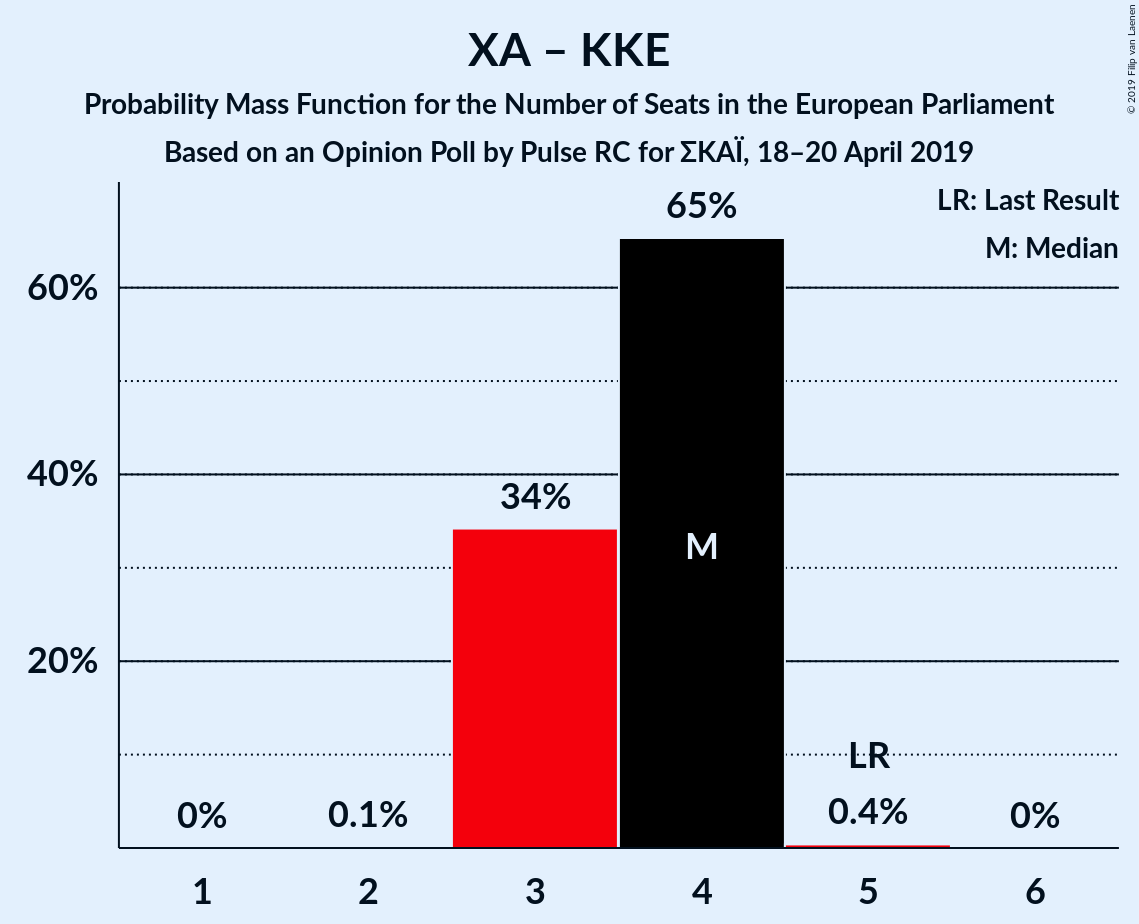 XA – KKE
Probability Mass Function for the Number of Seats in the European Parliament
Based on an Opinion Poll by Pulse RC for ΣΚΑΪ, 18–20 April 2019
© 2019 Filip van Laenen
LR: Last Result
M: Median
65%
60%
40%
34%
M
20%
LR
0%
0.1%
0.4%
0%
1 2 3 4 5 6